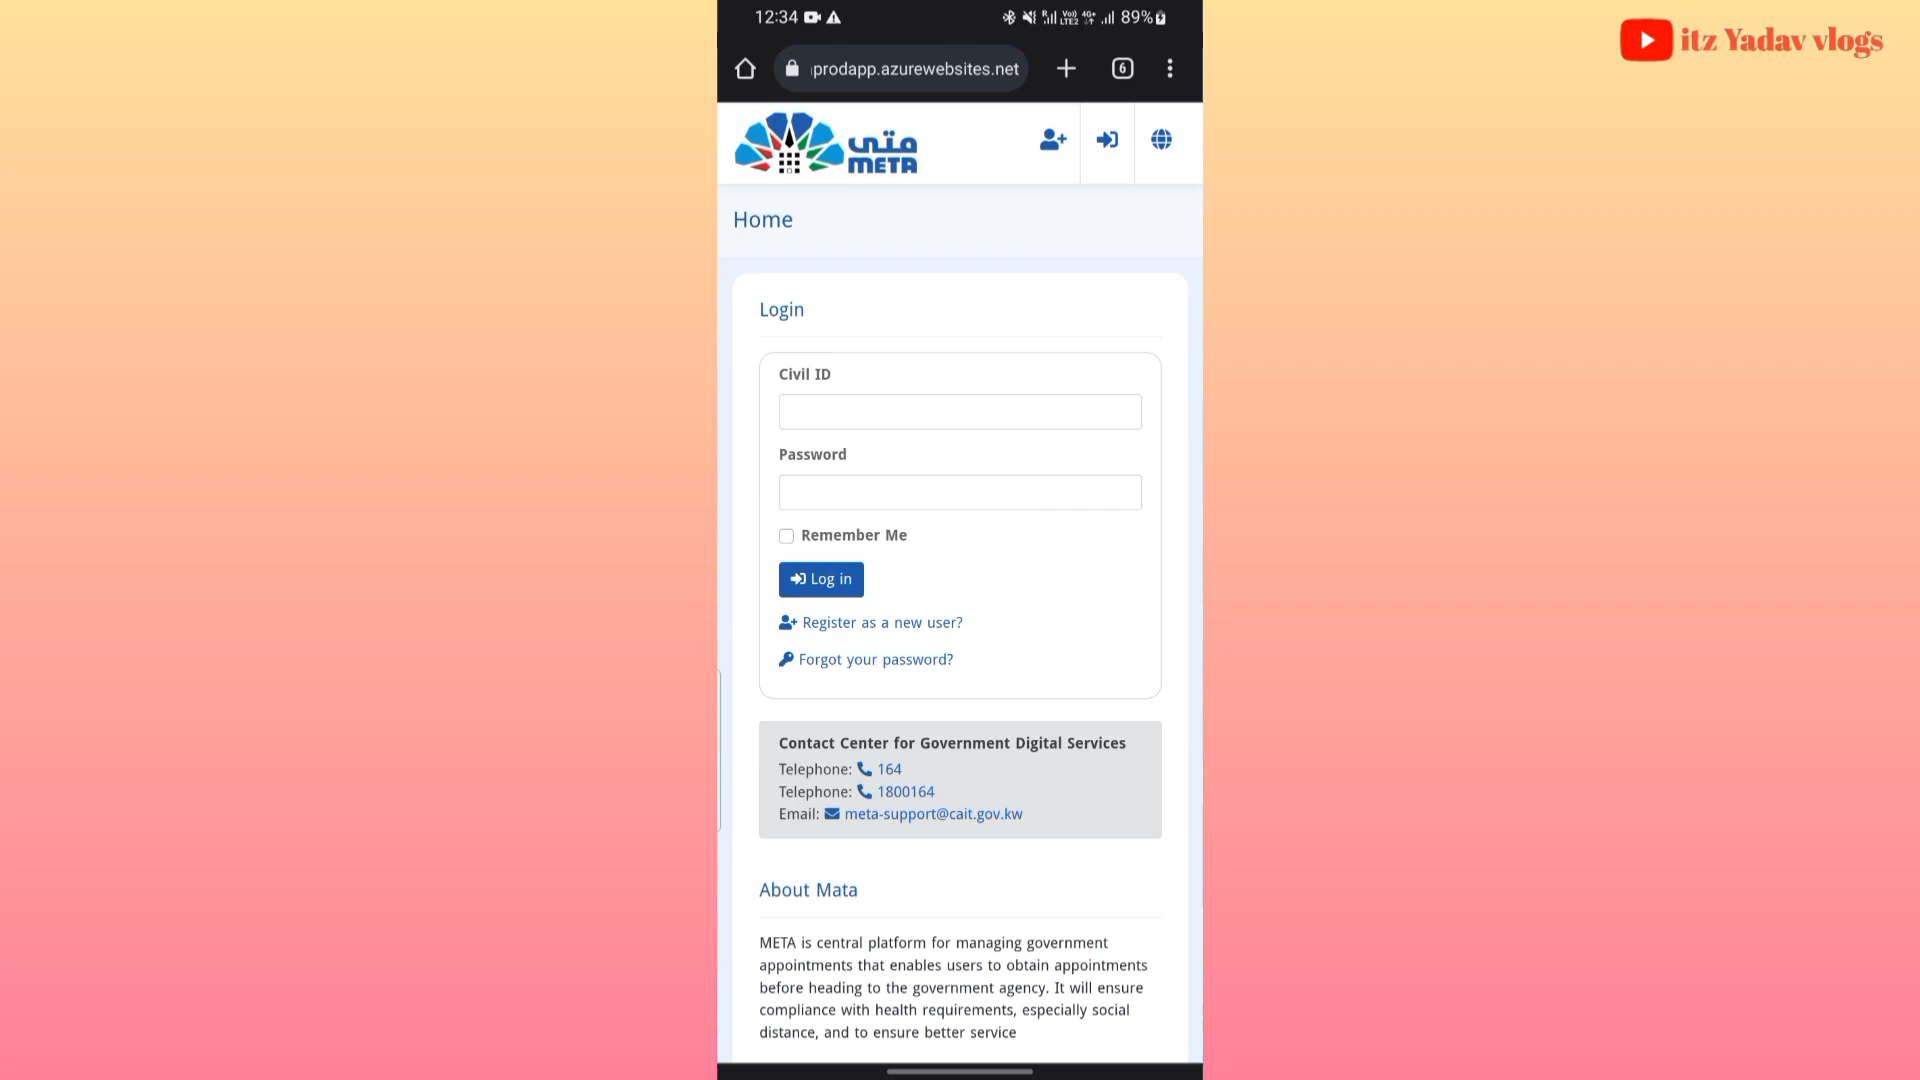 12:34
89%
prodapp.azurewebsites.net
6
itz Yadav vlogs
متى
META
Home
Login
Civil ID
Password
Remember Me
Log in
Register as a new user?
Forgot your password?
Contact Center for Government Digital Services
Telephone: 164
Telephone: 1800164
Email: meta-support@cait.gov.kw
About Mata
META is central platform for managing government
appointments that enables users to obtain appointments
before heading to the government agency. It will ensure
compliance with health requirements, especially social
distance, and to ensure better service